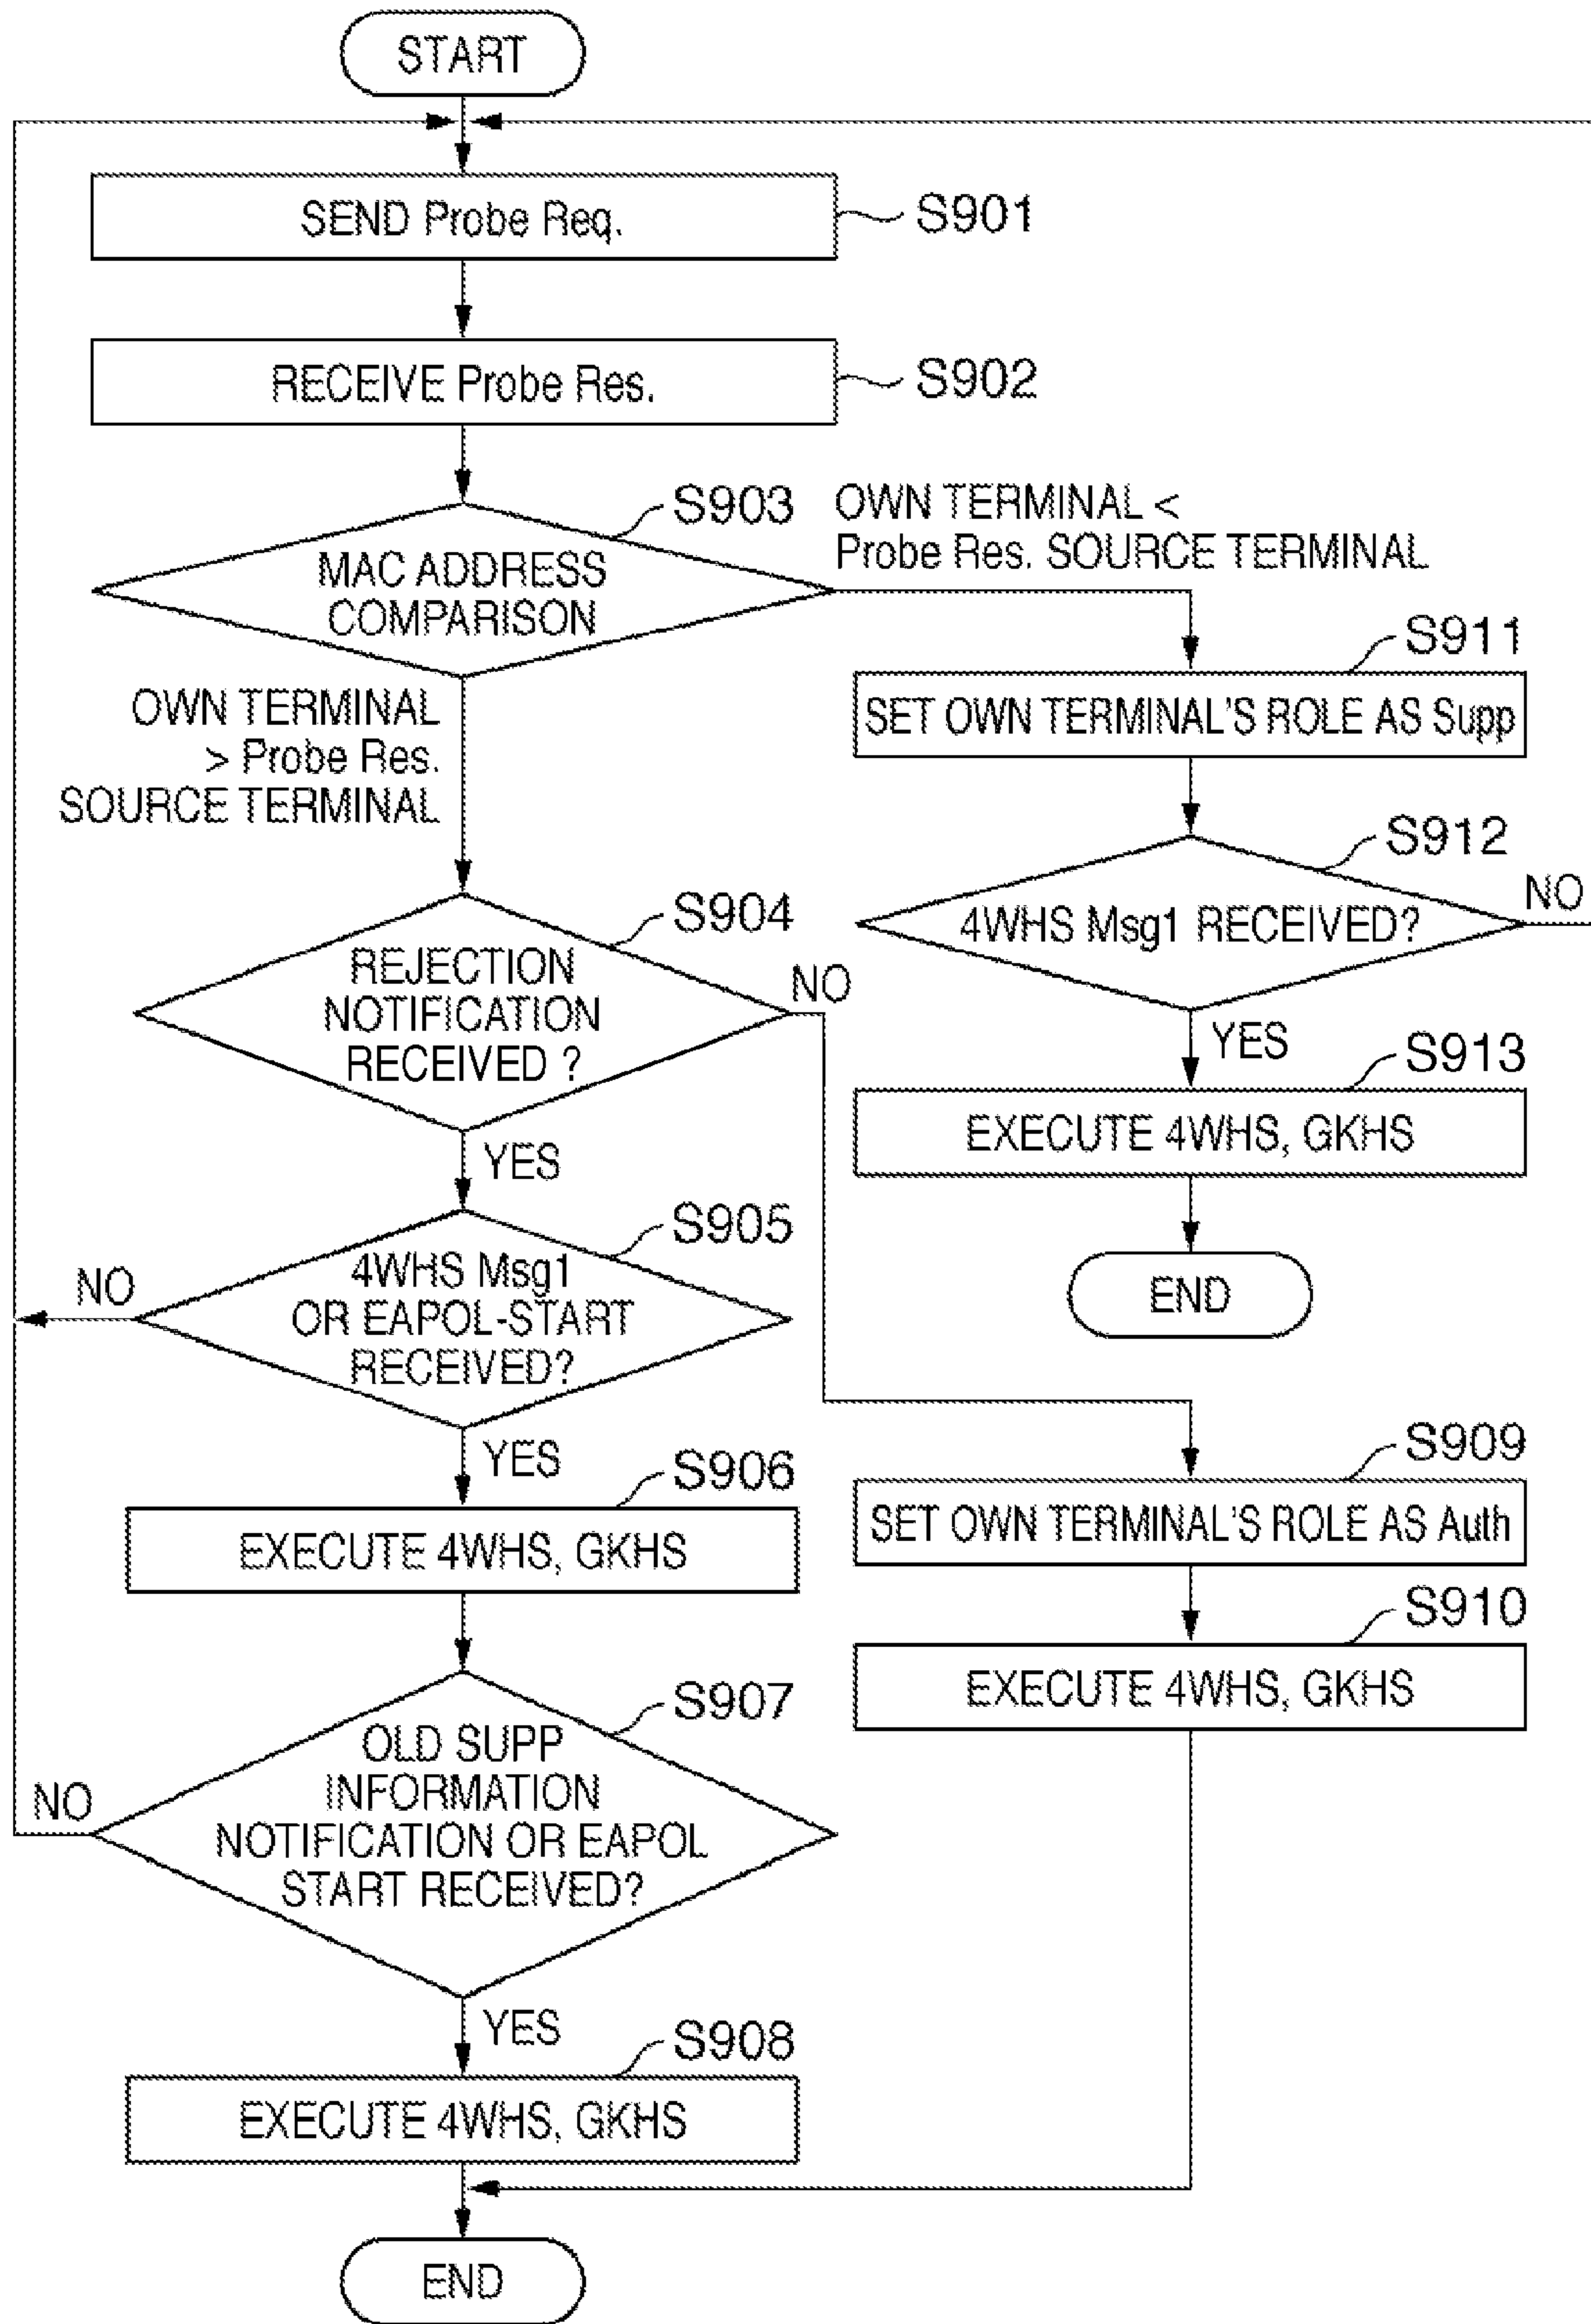 START
SEND Probe Req.
S901
RECEIVE Probe Res.
S902
S903
MAC ADDRESS
COMPARISON
OWN TERMINAL <
Probe Res. SOURCE TERMINAL
OWN TERMINAL
> Probe Res.
SOURCE TERMINAL
S911
SET OWN TERMINAL'S ROLE AS Supp
S912
4WHS Msg1 RECEIVED?
NO
YES
S913
EXECUTE 4WHS, GKHS
END
S904
REJECTION
NOTIFICATION
RECEIVED ?
NO
YES
S905
4WHS Msg1
OR EAPOL-START
RECEIVED?
NO
YES
S906
EXECUTE 4WHS, GKHS
S909
SET OWN TERMINAL'S ROLE AS Auth
S910
EXECUTE 4WHS, GKHS
S907
OLD SUPP
INFORMATION
NOTIFICATION OR EAPOL
START RECEIVED?
NO
YES
S908
EXECUTE 4WHS, GKHS
END